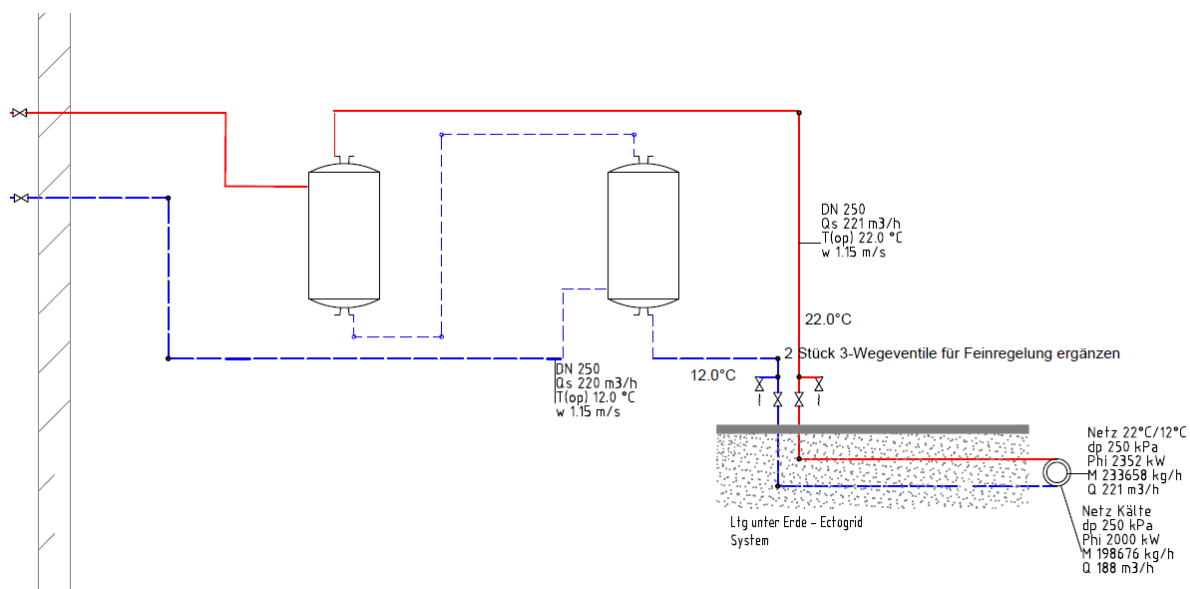 DN 250
Qs 221 m3/h
T(op) 22.0 °C
w 1.15 m/s
22.0°C
2 Stück 3-Wegeventile für Feinregelung ergänzen
DN 250
Qs 220 m3/h
T(op) 12.0 °C
w 1.15 m/s
12.0°C
Netz 22°C/12°C
dp 250 kPa
Phi 2352 kW
M 233658 kg/h
Q 221 m3/h
Netz Kälte
dp 250 kPa
Phi 2000 kW
M 198676 kg/h
Q 188 m3/h
Ltg unter Erde - Ectogrid
System